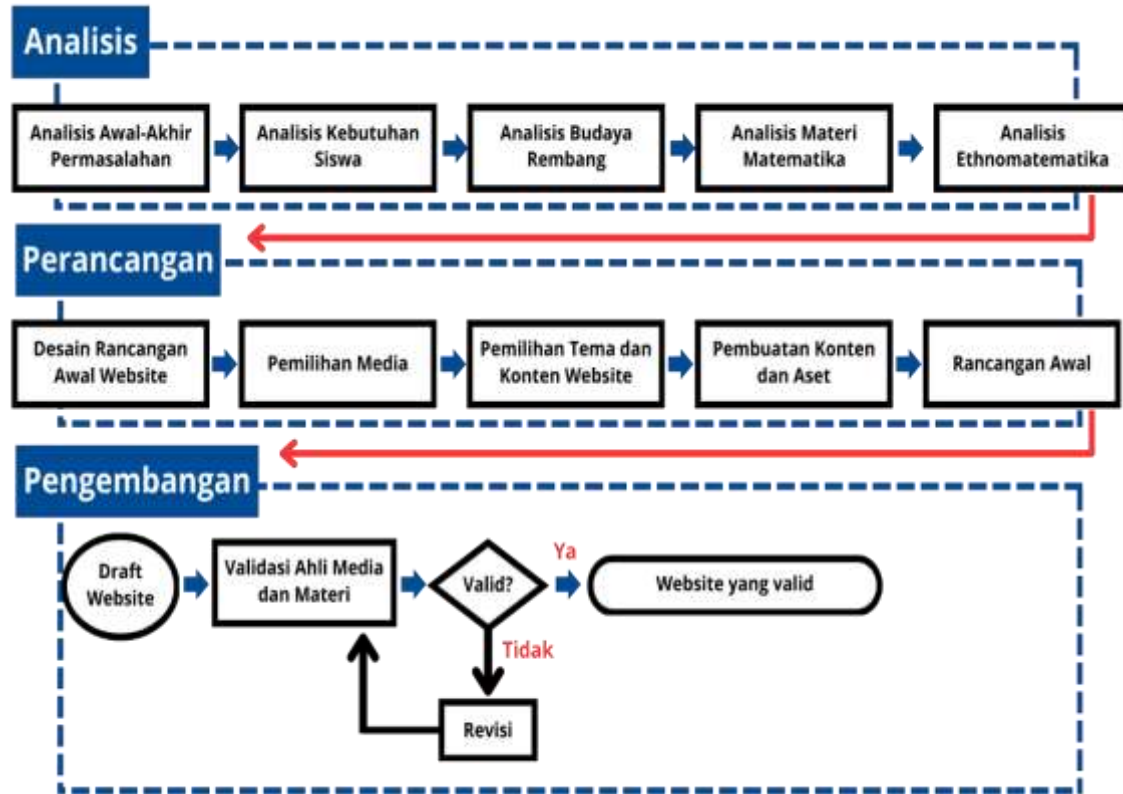 Analisis
Analisis Awal-Akhir
Permasalahan
Analisis Kebutuhan
Siswa
Analisis Budaya
Rembang
Analisis Materi
Matematika
Analisis
Ethnomatematika
Perancangan
Desain Rancangan
Awal Website
Pemilihan Media
Pemilihan Tema dan
Konten Website
Pembuatan Konten
dan Aset
Rancangan Awal
Pengembangan
Draft
Website
Validasi Ahli Media
dan Materi
Valid?
Ya
Website yang valid
Tidak
Revisi